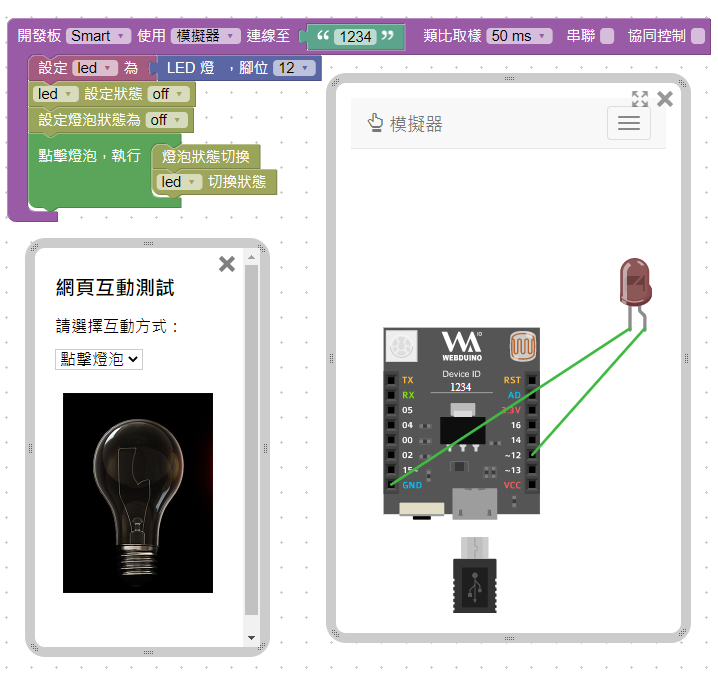 開發板 Smart 使用 模擬器 連線至 “ 1234 ” 類比取樣 50 ms 串聯 協同控制
設定 led 為 LED 燈 ，腳位 12
led 設定狀態 off
設定燈泡狀態為 off
點擊燈泡，執行 燈泡狀態切換
led 切換狀態
網頁互動測試
請選擇互動方式：
點擊燈泡
模擬器
WA ID
WEBDUINO
Device ID
1234
TX RST
RX AD
05 3.3V
04 16
00 14
02 ~12
15~ ~13
GND VCC